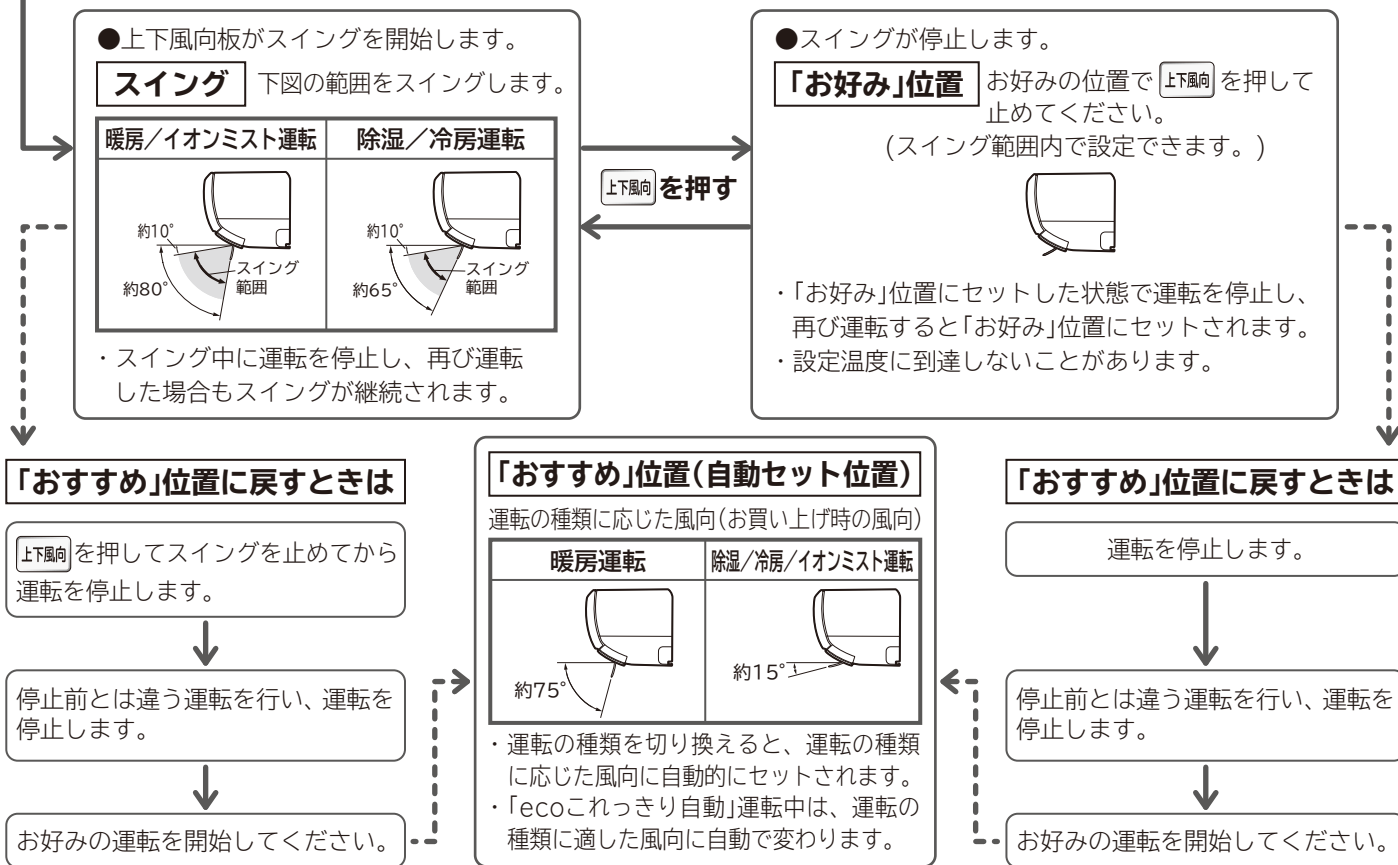 ●上下風向板がスイングを開始します。
スイング 下図の範囲をスイングします。
暖房／イオンミスト運転 除湿／冷房運転
約10°
スイング
範囲
約80°
約10°
スイング
範囲
約65°
・スイング中に運転を停止し、再び運転
した場合もスイングが継続されます。
上下風向 を押す
●スイングが停止します。
「お好み」位置 お好みの位置で 上下風向 を押して
止めてください。
(スイング範囲内で設定できます。)
・「お好み」位置にセットした状態で運転を停止し、
再び運転すると「お好み」位置にセットされます。
・設定温度に到達しないことがあります。
「おすすめ」位置に戻すときは
上下風向 を押してスイングを止めてから
運転を停止します。
停止前とは違う運転を行い、運転を
停止します。
お好みの運転を開始してください。
「おすすめ」位置(自動セット位置)
運転の種類に応じた風向(お買い上げ時の風向)
暖房運転 除湿／冷房／イオンミスト運転
約75°
約15°
・運転の種類を切り換えると、運転の種類
に応じた風向に自動的にセットされます。
・「ecoこれっきり自動」運転中は、運転の
種類に適した風向に自動で変わります。
「おすすめ」位置に戻すときは
運転を停止します。
停止前とは違う運転を行い、運転を
停止します。
お好みの運転を開始してください。